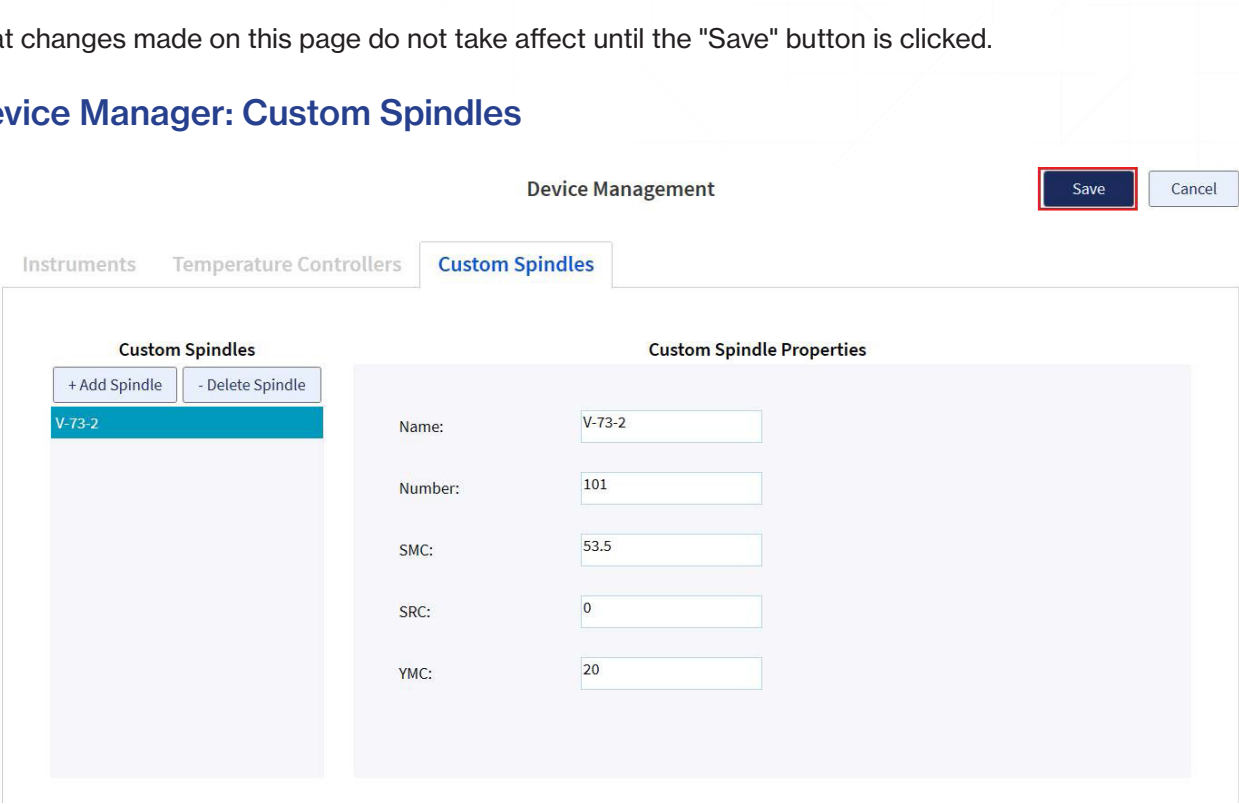 changes made on this page do not take affect until the "Save" button is clicked.
Manager: Custom Spindles
Device Management
Save
Cancel
Instruments
Temperature Controllers
Custom Spindles
Custom Spindles
Custom Spindle Properties
+ Add Spindle
- Delete Spindle
V-73-2
Name:
V-73-2
Number:
101
SMC:
53.5
SRC:
0
YMC:
20